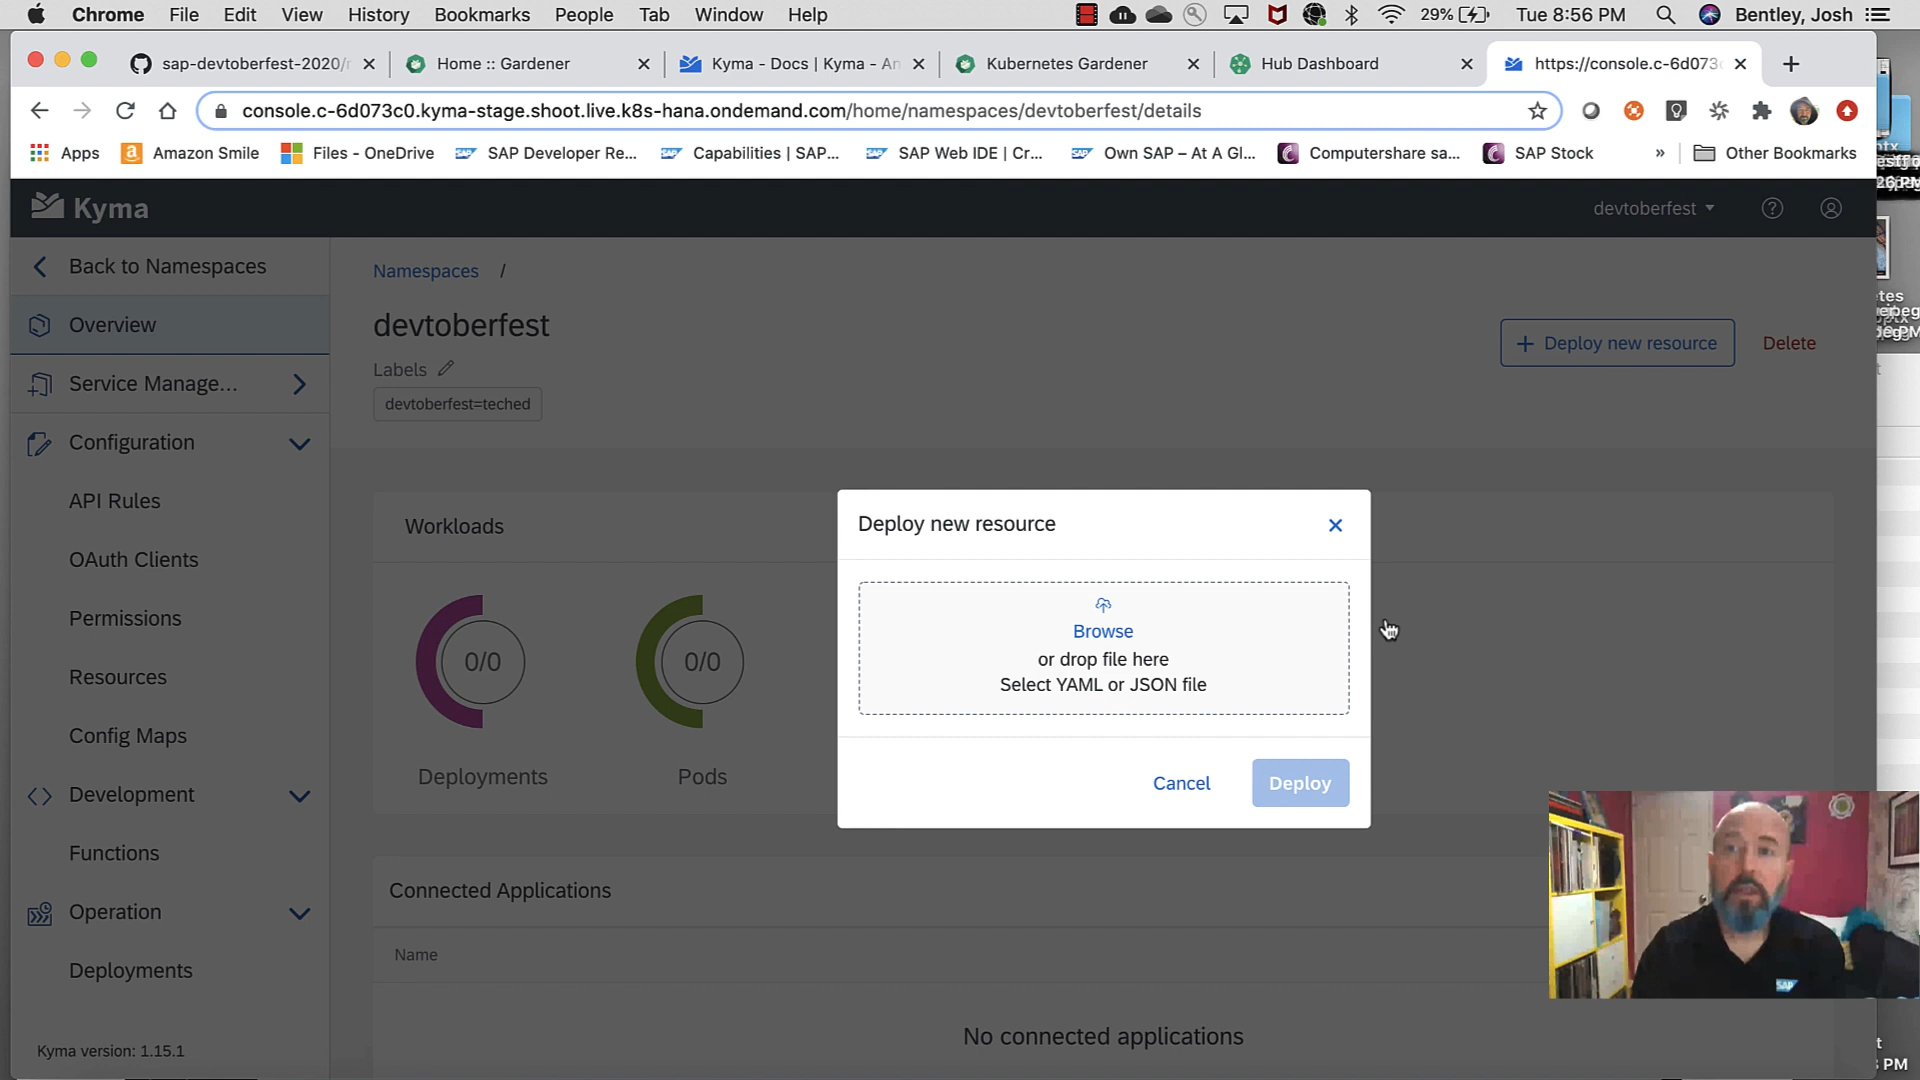 Chrome File Edit View History Bookmarks People Tab Window Help 29% Tue 8:56 PM Bentley, Josh
sap-devtoberfest-2020/ Home :: Gardener Kyma - Docs | Kyma - An Kubernetes Gardener Hub Dashboard https://console.c-6d073c
console.c-6d073c0.kyma-stage.shoot.live.k8s-hana.ondemand.com/home/namespaces/devtoberfest/details
Apps Amazon Smile Files - OneDrive SAP Developer Re... Capabilities | SAP... SAP Web IDE | Cr... Own SAP – At A Gl... Computershare sa... SAP Stock » Other Bookmarks
Kyma devtoberfest
Back to Namespaces
Overview
Service Manage...
Configuration
API Rules
OAuth Clients
Permissions
Resources
Config Maps
Development
Functions
Operation
Deployments
Kyma version: 1.15.1
Namespaces /
devtoberfest
+ Deploy new resource Delete
Labels
devtoberfest=teched
Workloads
0/0 0/0
Deployments Pods
Deploy new resource
Browse
or drop file here
Select YAML or JSON file
Cancel Deploy
Connected Applications
Name
No connected applications
SAP